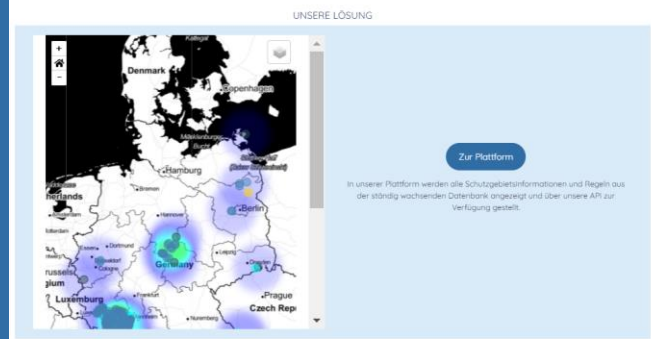 UNSERE LÖSUNG
+
−
Denmark
Copenhagen
Mecklenburger
Bucht
Hamburg
Bremen
Berlin
Hannover
Essen
Dortmund
Cologne
Leipzig
Germany
Dresden
Luxemburg
Frankfurt
Prague
Czech Rep
Nuremberg
Zur Plattform
In unserer Plattform werden alle Schutzgebietsinformationen und Regeln aus
der ständig wachsenden Datenbank angezeigt und über unsere API zur
Verfügung gestellt.